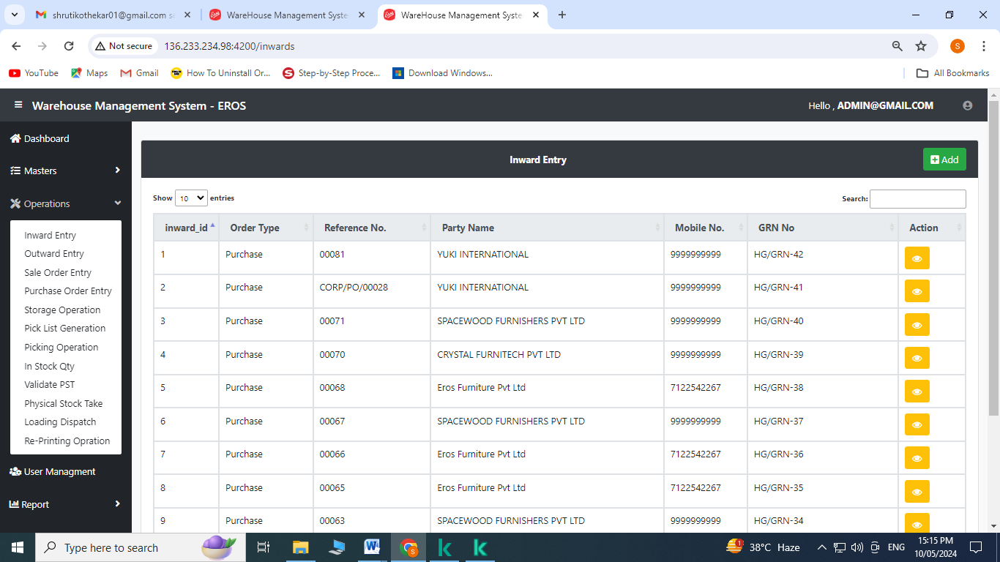 shrutikothekar01@gmail.com s
WareHouse Management Syste
WareHouse Management Syste
Not secure
136.233.234.98:4200/inwards
S
YouTube
Maps
Gmail
How To Uninstall Or...
Step-by-Step Proce...
Download Windows...
All Bookmarks
Warehouse Management System - EROS
Hello , ADMIN@GMAIL.COM
Dashboard
Masters
Operations
Inward Entry
Outward Entry
Sale Order Entry
Purchase Order Entry
Storage Operation
Pick List Generation
Picking Operation
In Stock Qty
Validate PST
Physical Stock Take
Loading Dispatch
Re-Printing Opration
User Managment
Report
Inward Entry
Add
Show 10 entries
Search:
inward_id Order Type Reference No. Party Name Mobile No. GRN No Action
1 Purchase 00081 YUKI INTERNATIONAL 9999999999 HG/GRN-42
2 Purchase CORP/PO/00028 YUKI INTERNATIONAL 9999999999 HG/GRN-41
3 Purchase 00071 SPACEWOOD FURNISHERS PVT LTD 9999999999 HG/GRN-40
4 Purchase 00070 CRYSTAL FURNITECH PVT LTD 9999999999 HG/GRN-39
5 Purchase 00068 Eros Furniture Pvt Ltd 7122542267 HG/GRN-38
6 Purchase 00067 SPACEWOOD FURNISHERS PVT LTD 9999999999 HG/GRN-37
7 Purchase 00066 Eros Furniture Pvt Ltd 7122542267 HG/GRN-36
8 Purchase 00065 Eros Furniture Pvt Ltd 7122542267 HG/GRN-35
9 Purchase 00063 SPACEWOOD FURNISHERS PVT LTD 9999999999 HG/GRN-34
Type here to search
38°C Haze
ENG
15:15 PM
10/05/2024